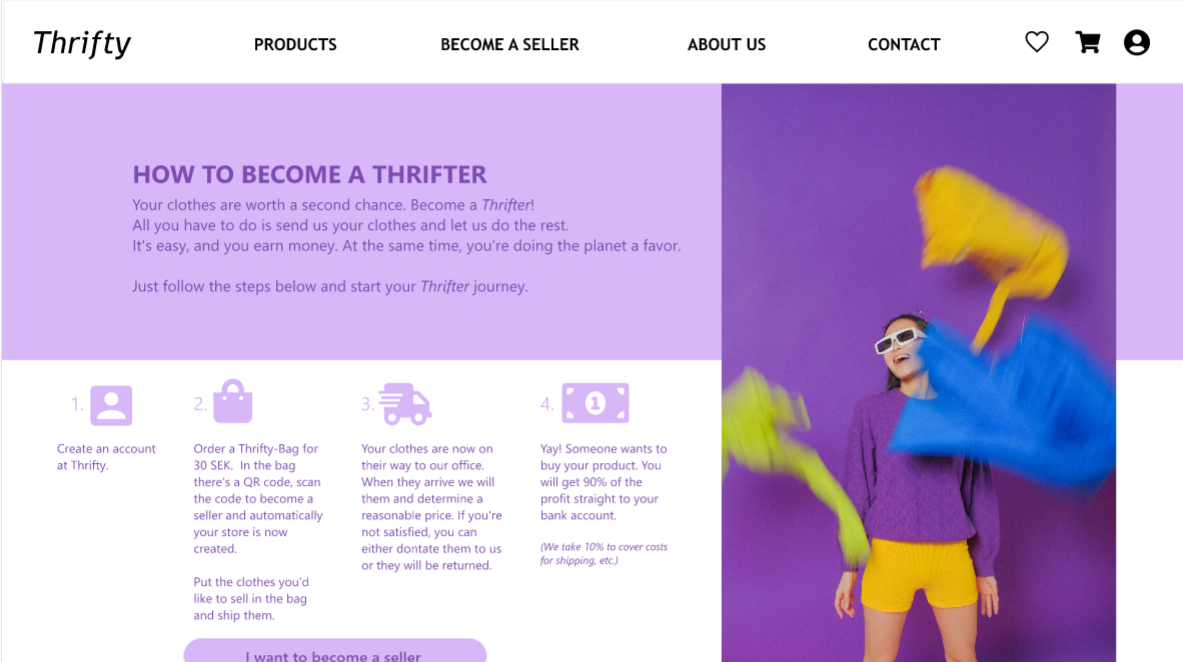 Thrifty
PRODUCTS
BECOME A SELLER
ABOUT US
CONTACT
HOW TO BECOME A THRIFTER
Your clothes are worth a second chance. Become a Thrifter!
All you have to do is send us your clothes and let us do the rest.
It's easy, and you earn money. At the same time, you're doing the planet a favor.
Just follow the steps below and start your Thrifter journey.
1.
Create an account
at Thrifty.
2.
Order a Thrifty-Bag for
30 SEK.  In the bag
there's a QR code, scan
the code to become a
seller and automatically
your store is now
created.
Put the clothes you'd
like to sell in the bag
and ship them.
3.
Your clothes are now on
their way to our office.
When they arrive we will
them and determine a
reasonable price. If you're
not satisfied, you can
either dontate them to us
or they will be returned.
4.
1
Yay! Someone wants to
buy your product. You
will get 90% of the
profit straight to your
bank account.
(We take 10% to cover costs
for shipping, etc.)
I want to become a seller